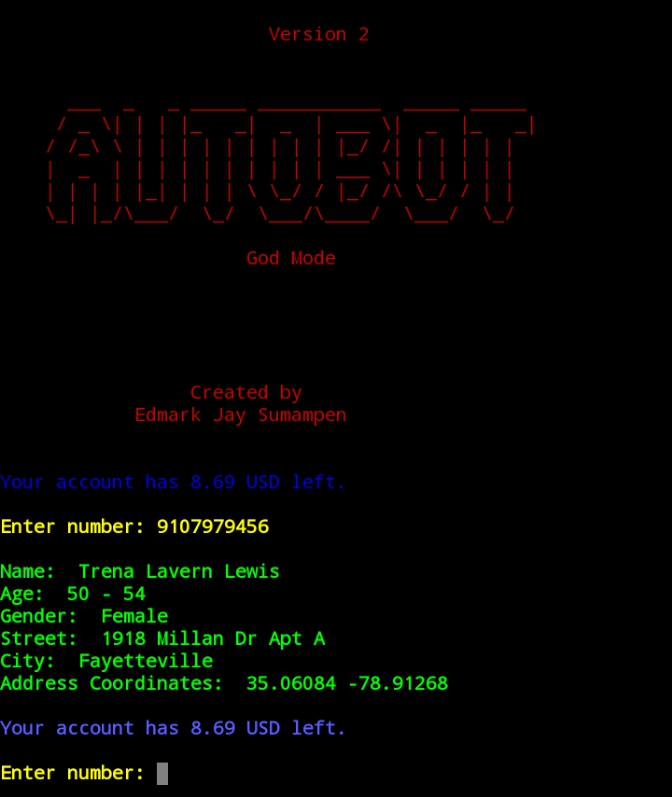 Version 2
AUTOBOT
God Mode
Created by
Edmark Jay Sumampen
Your account has 8.69 USD left.
Enter number: 9107979456
Name:  Trena Lavern Lewis
Age:  50 - 54
Gender:  Female
Street:  1918 Millan Dr Apt A
City:  Fayetteville
Address Coordinates:  35.06084 -78.91268
Your account has 8.69 USD left.
Enter number: